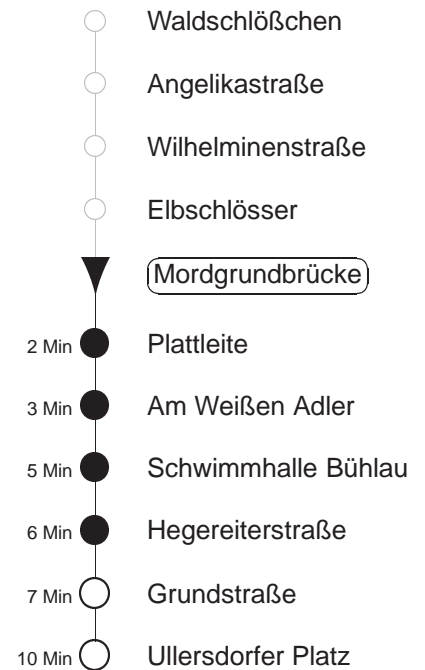 Waldschlößchen
Angelikastraße
Wilhelminenstraße
Elbschlösser
Mordgrundbrücke
2 Min Plattleite
3 Min Am Weißen Adler
5 Min Schwimmhalle Bühlau
6 Min Hegereiterstraße
7 Min Grundstraße
10 Min Ullersdorfer Platz